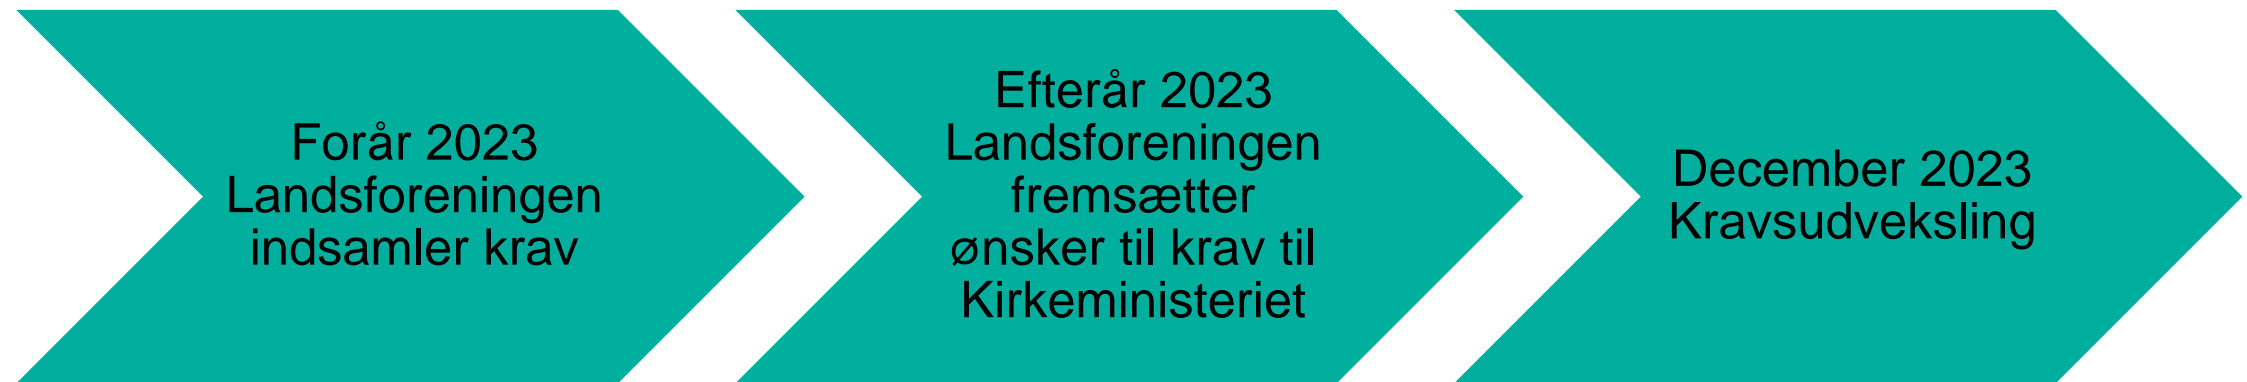 Forår 2023
Landsforeningen
indsamler krav
Efterår 2023
Landsforeningen
fremsætter
ønsker til krav til
Kirkeministeriet
December 2023
Kravsudveksling